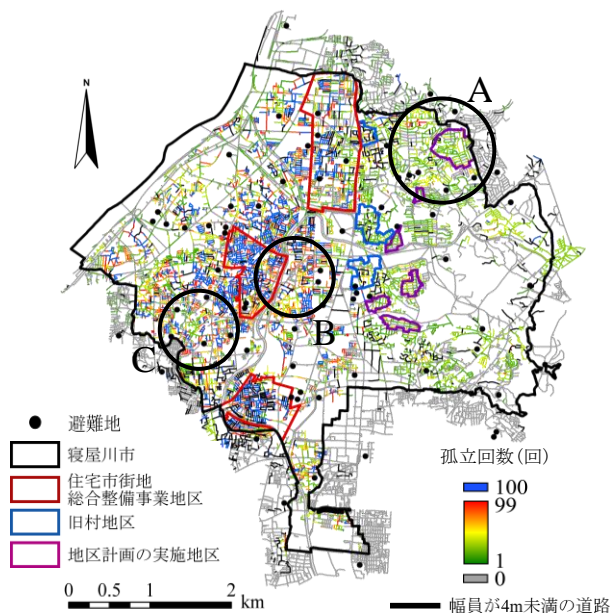 N
A
B
C
避難地
寝屋川市
住宅市街地
総合整備事業地区
旧村地区
地区計画の実施地区
孤立回数(回)
100
99
1
0
0 0.5 1 2
km
幅員が4m未満の道路